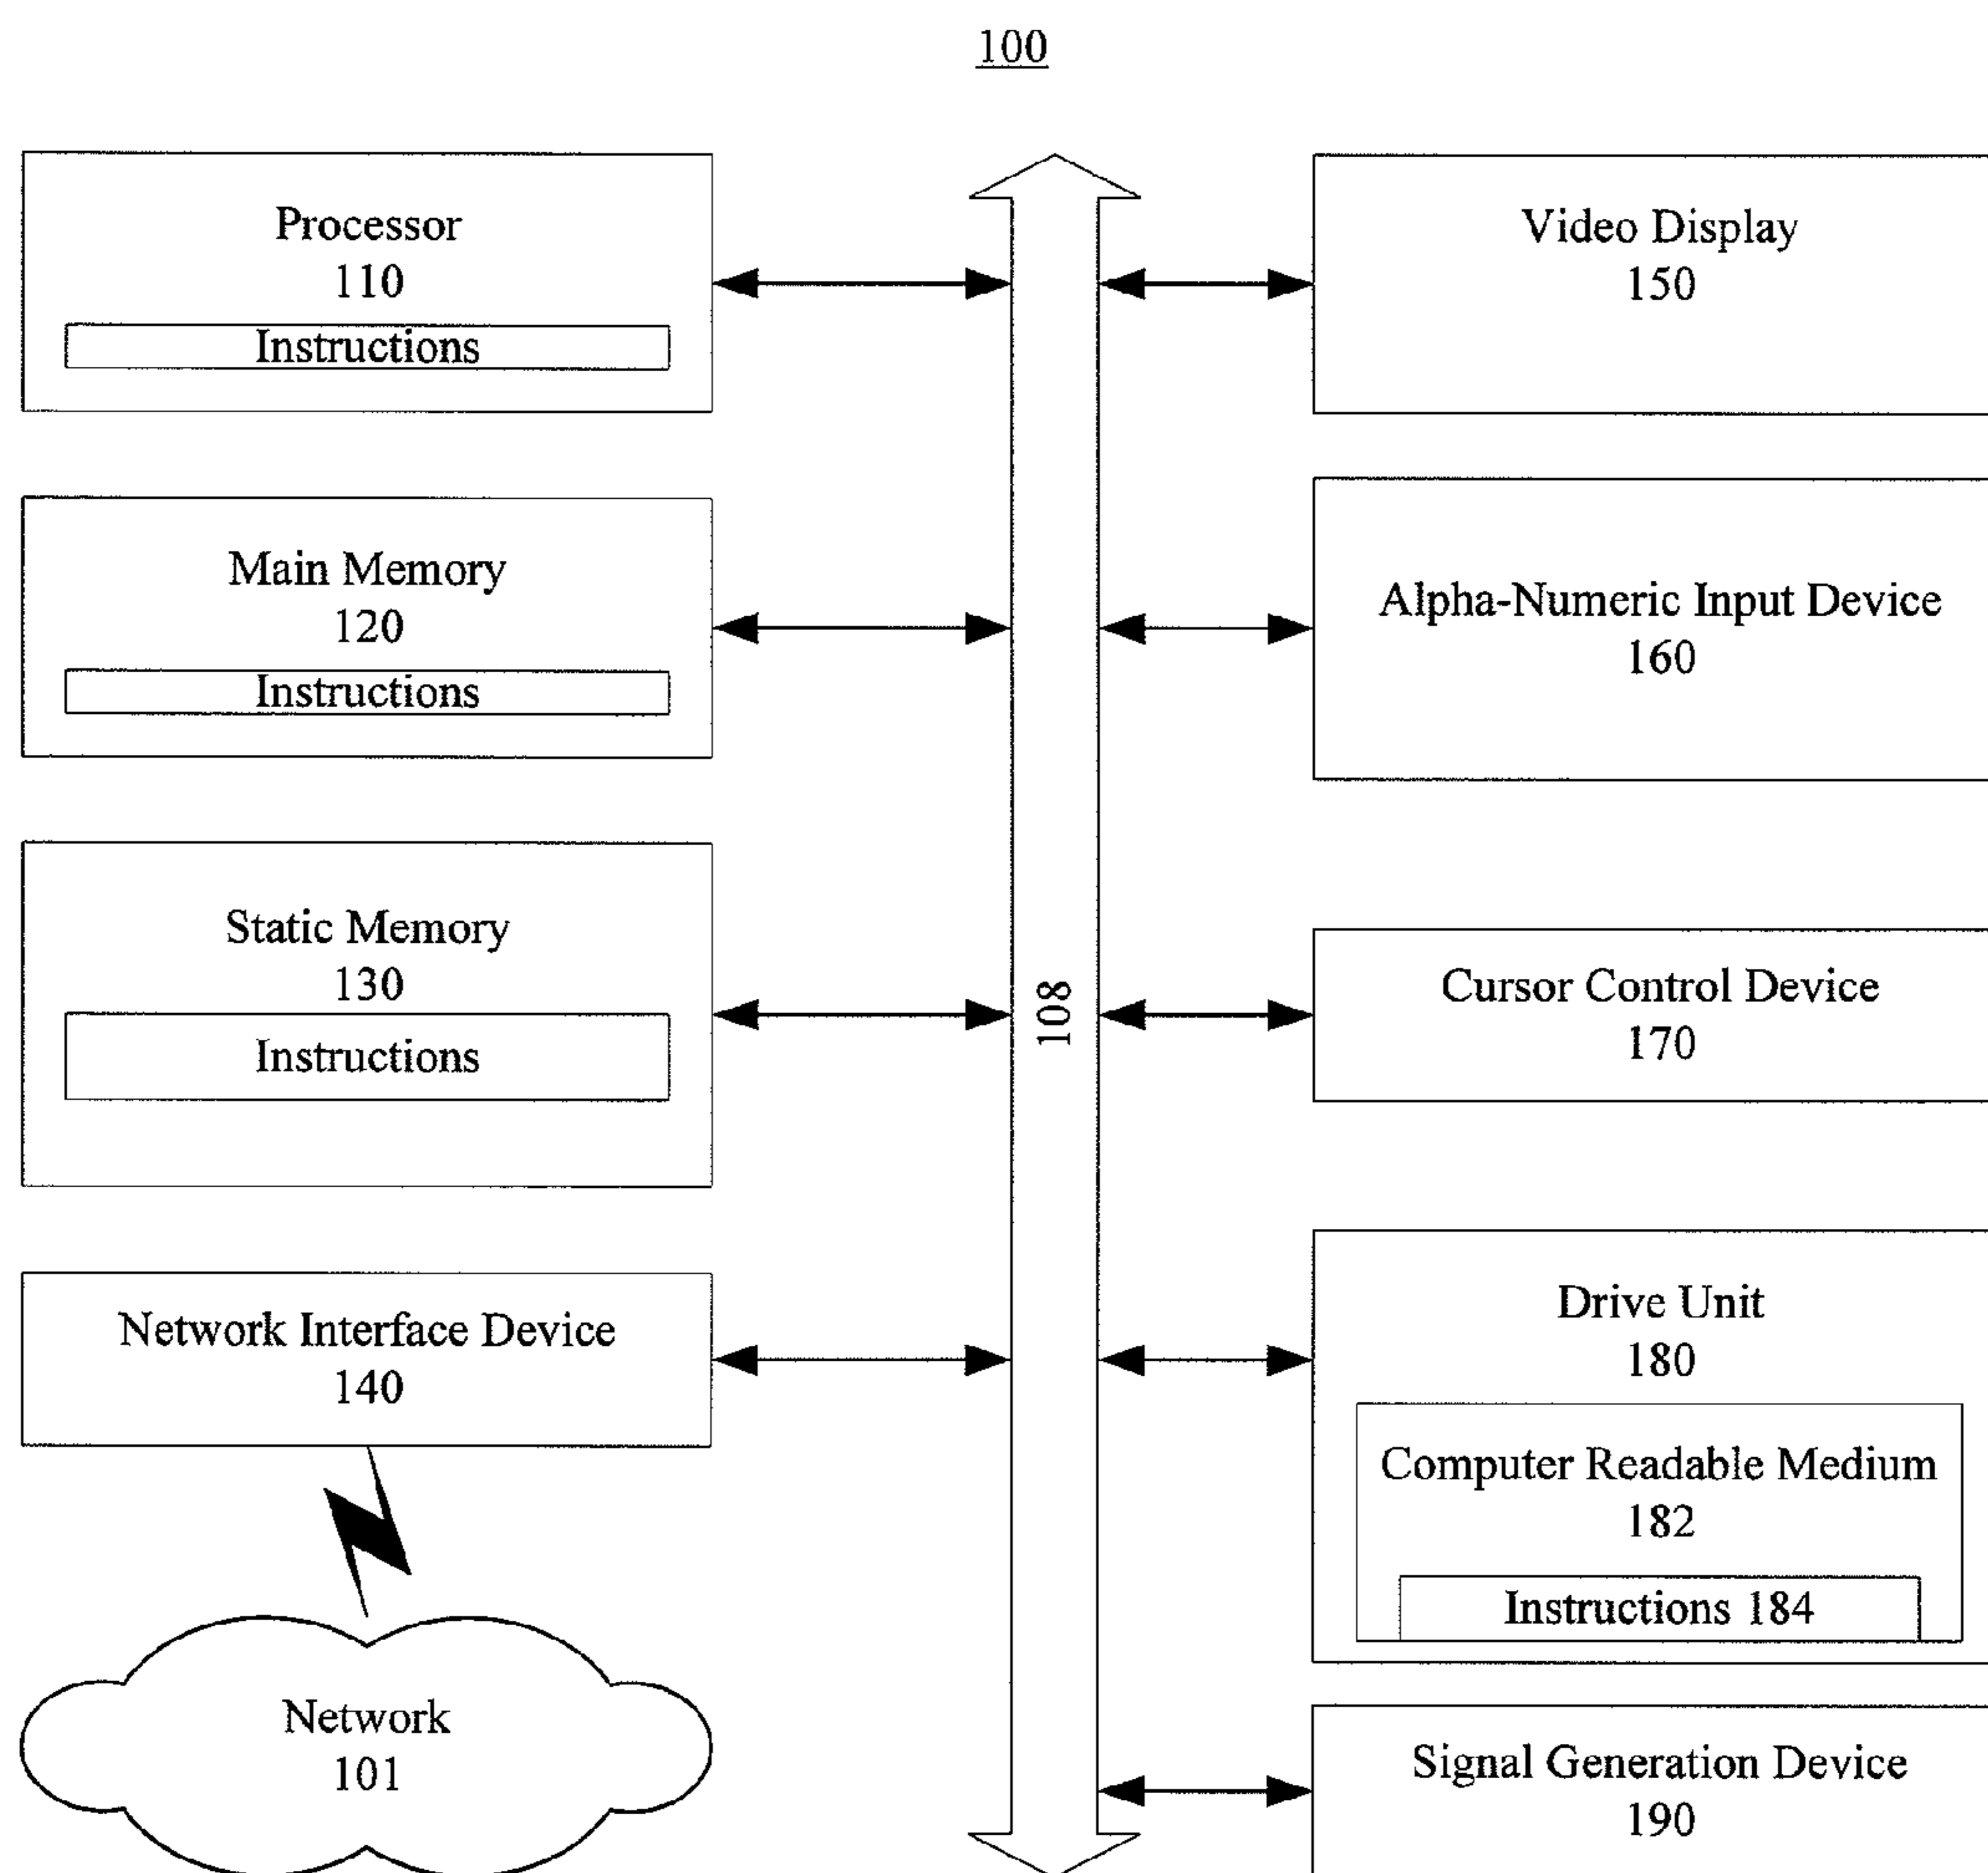 100
Processor
110
Instructions
Main Memory
120
Instructions
Static Memory
130
Instructions
Network Interface Device
140
Network
101
108
Video Display
150
Alpha-Numeric Input Device
160
Cursor Control Device
170
Drive Unit
180
Computer Readable Medium
182
Instructions 184
Signal Generation Device
190